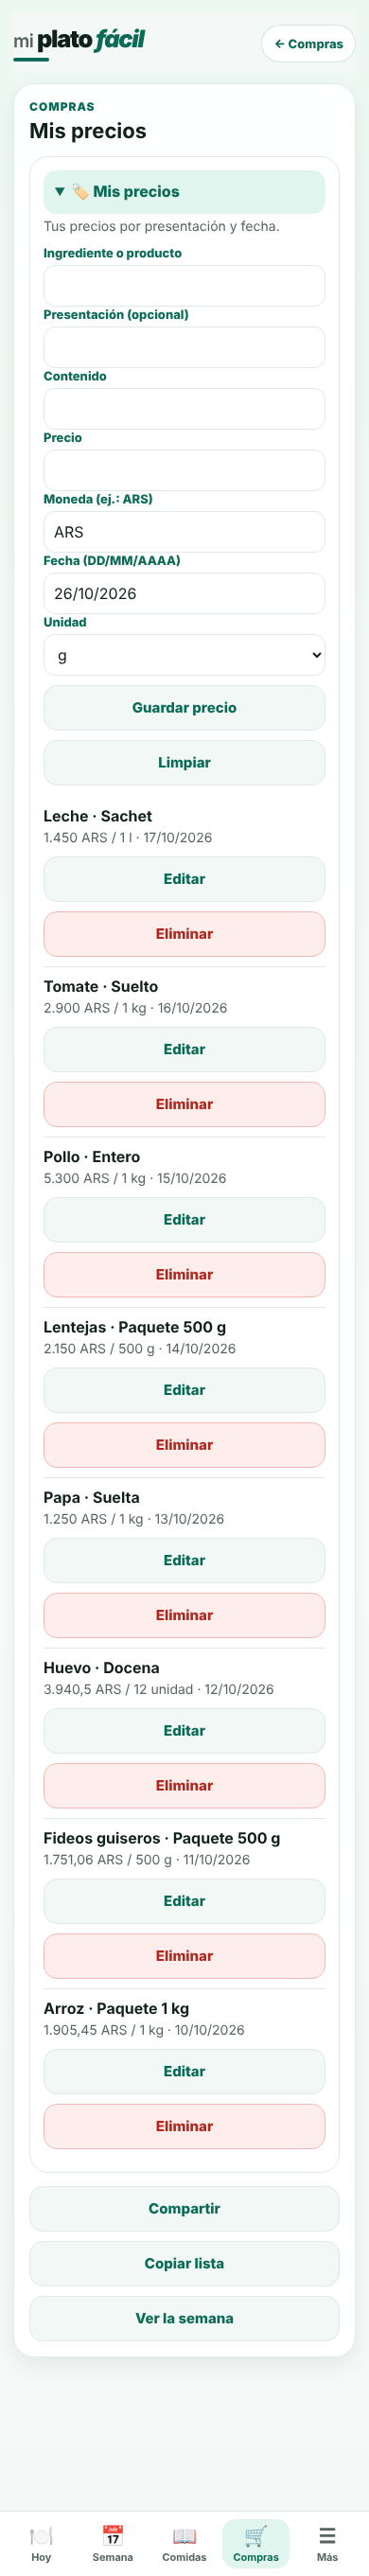 mi plato fácil
← Compras
COMPRAS
Mis precios
▼ 🏷️ Mis precios
Tus precios por presentación y fecha.
Ingrediente o producto
Presentación (opcional)
Contenido
Precio
Moneda (ej.: ARS)
ARS
Fecha (DD/MM/AAAA)
26/10/2026
Unidad
g
Guardar precio
Limpiar
Leche · Sachet
1.450 ARS / 1 l · 17/10/2026
Editar
Eliminar
Tomate · Suelto
2.900 ARS / 1 kg · 16/10/2026
Editar
Eliminar
Pollo · Entero
5.300 ARS / 1 kg · 15/10/2026
Editar
Eliminar
Lentejas · Paquete 500 g
2.150 ARS / 500 g · 14/10/2026
Editar
Eliminar
Papa · Suelta
1.250 ARS / 1 kg · 13/10/2026
Editar
Eliminar
Huevo · Docena
3.940,5 ARS / 12 unidad · 12/10/2026
Editar
Eliminar
Fideos guiseros · Paquete 500 g
1.751,06 ARS / 500 g · 11/10/2026
Editar
Eliminar
Arroz · Paquete 1 kg
1.905,45 ARS / 1 kg · 10/10/2026
Editar
Eliminar
Compartir
Copiar lista
Ver la semana
Hoy
Semana
Comidas
Compras
Más